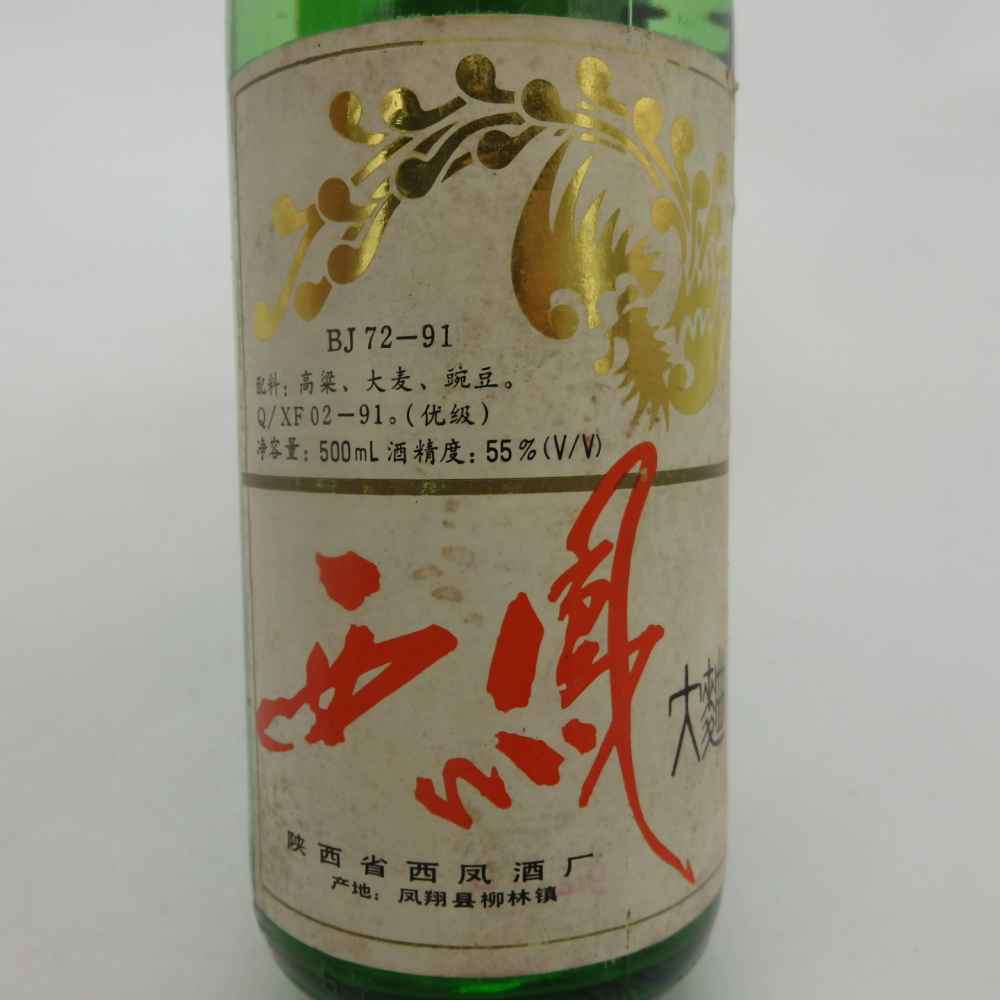 BJ 72-91
配料：高粱、大麦、豌豆。
Q/XF 02-91。(优级)
净容量：500mL 酒精度：55%(V/V)
西鳳
大麯
陕西省西凤酒厂
产地：凤翔县柳林镇